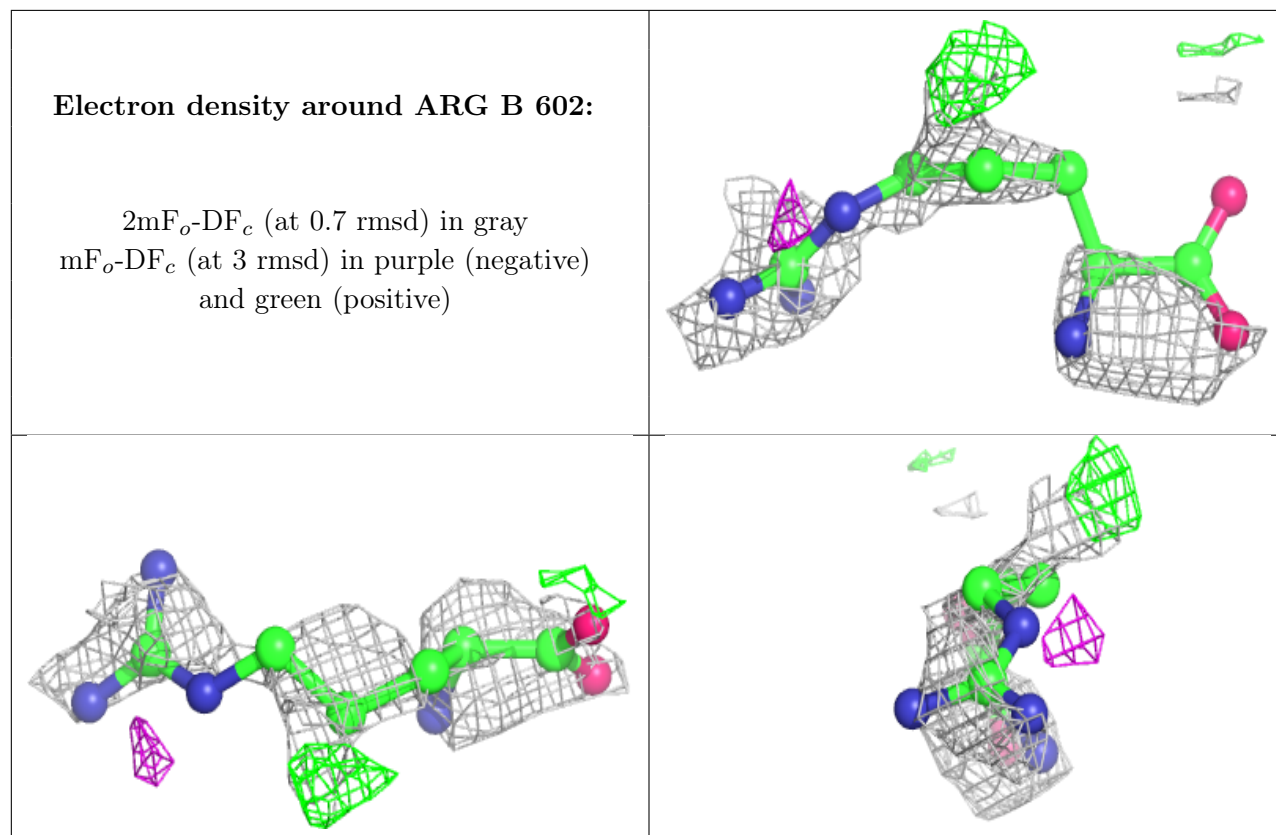 Electron density around ARG B 602:
2mFₒ-DF𝒸 (at 0.7 rmsd) in gray
mFₒ-DF𝒸 (at 3 rmsd) in purple (negative)
and green (positive)